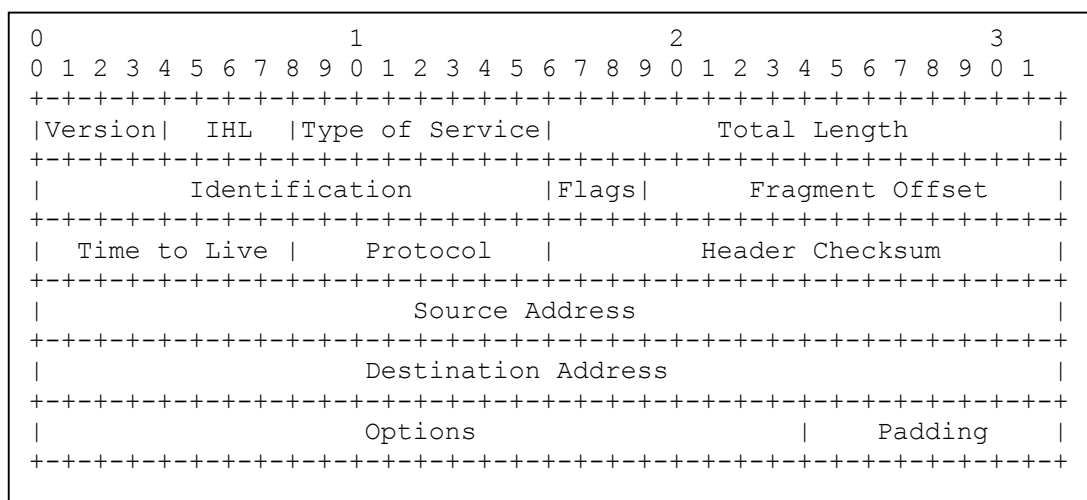 0                   1                   2                   3
0 1 2 3 4 5 6 7 8 9 0 1 2 3 4 5 6 7 8 9 0 1 2 3 4 5 6 7 8 9 0 1
+-+-+-+-+-+-+-+-+-+-+-+-+-+-+-+-+-+-+-+-+-+-+-+-+-+-+-+-+-+-+-+-+
|Version|  IHL  |Type of Service|          Total Length         |
+-+-+-+-+-+-+-+-+-+-+-+-+-+-+-+-+-+-+-+-+-+-+-+-+-+-+-+-+-+-+-+-+
|         Identification        |Flags|      Fragment Offset    |
+-+-+-+-+-+-+-+-+-+-+-+-+-+-+-+-+-+-+-+-+-+-+-+-+-+-+-+-+-+-+-+-+
|  Time to Live |    Protocol   |         Header Checksum       |
+-+-+-+-+-+-+-+-+-+-+-+-+-+-+-+-+-+-+-+-+-+-+-+-+-+-+-+-+-+-+-+-+
|                       Source Address                          |
+-+-+-+-+-+-+-+-+-+-+-+-+-+-+-+-+-+-+-+-+-+-+-+-+-+-+-+-+-+-+-+-+
|                    Destination Address                        |
+-+-+-+-+-+-+-+-+-+-+-+-+-+-+-+-+-+-+-+-+-+-+-+-+-+-+-+-+-+-+-+-+
|                    Options                    |    Padding    |
+-+-+-+-+-+-+-+-+-+-+-+-+-+-+-+-+-+-+-+-+-+-+-+-+-+-+-+-+-+-+-+-+